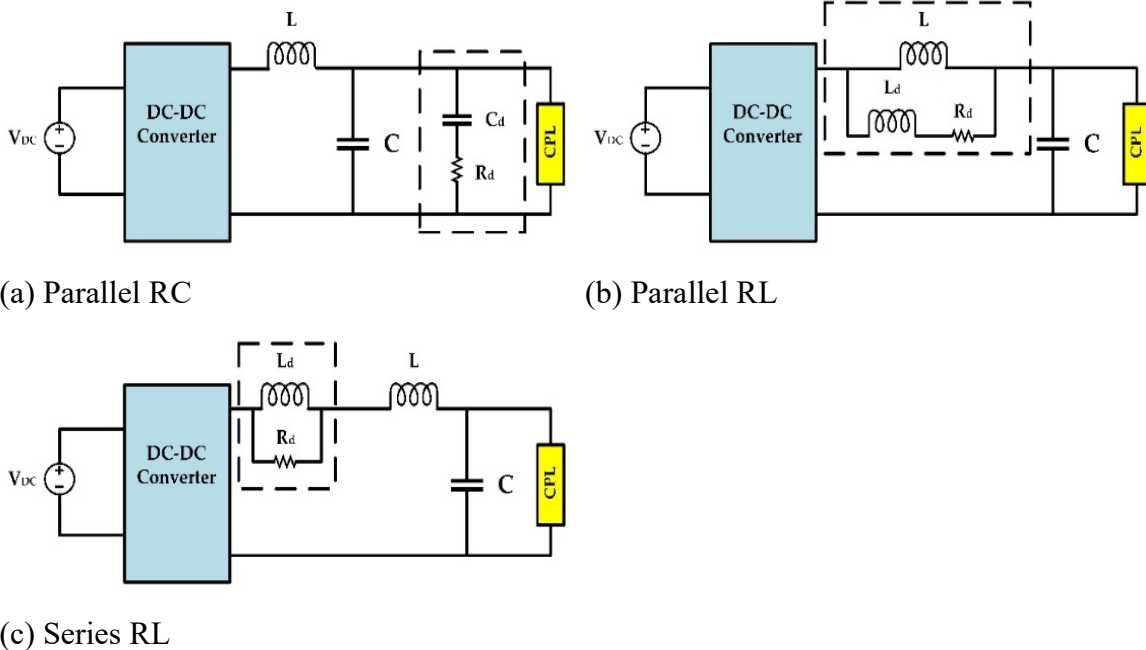 L
DC-DC
Converter
VDC
+
−
C
Cd
Rd
CPL
(a) Parallel RC
L
Ld
Rd
DC-DC
Converter
VDC
+
−
C
CPL
(b) Parallel RL
Ld
L
Rd
DC-DC
Converter
VDC
+
−
C
CPL
(c) Series RL